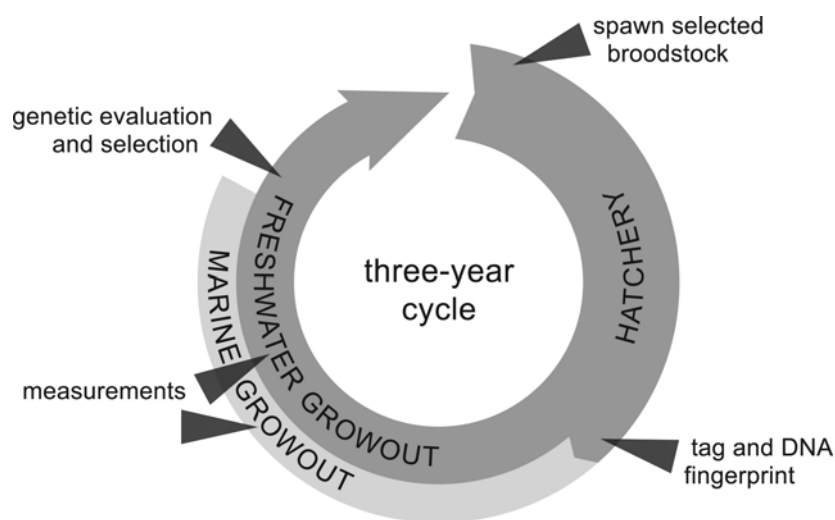 spawn selected
broodstock
genetic evaluation
and selection
HATCHERY
FRESHWATER GROWOUT
MARINE GROWOUT
three-year
cycle
measurements
tag and DNA
fingerprint